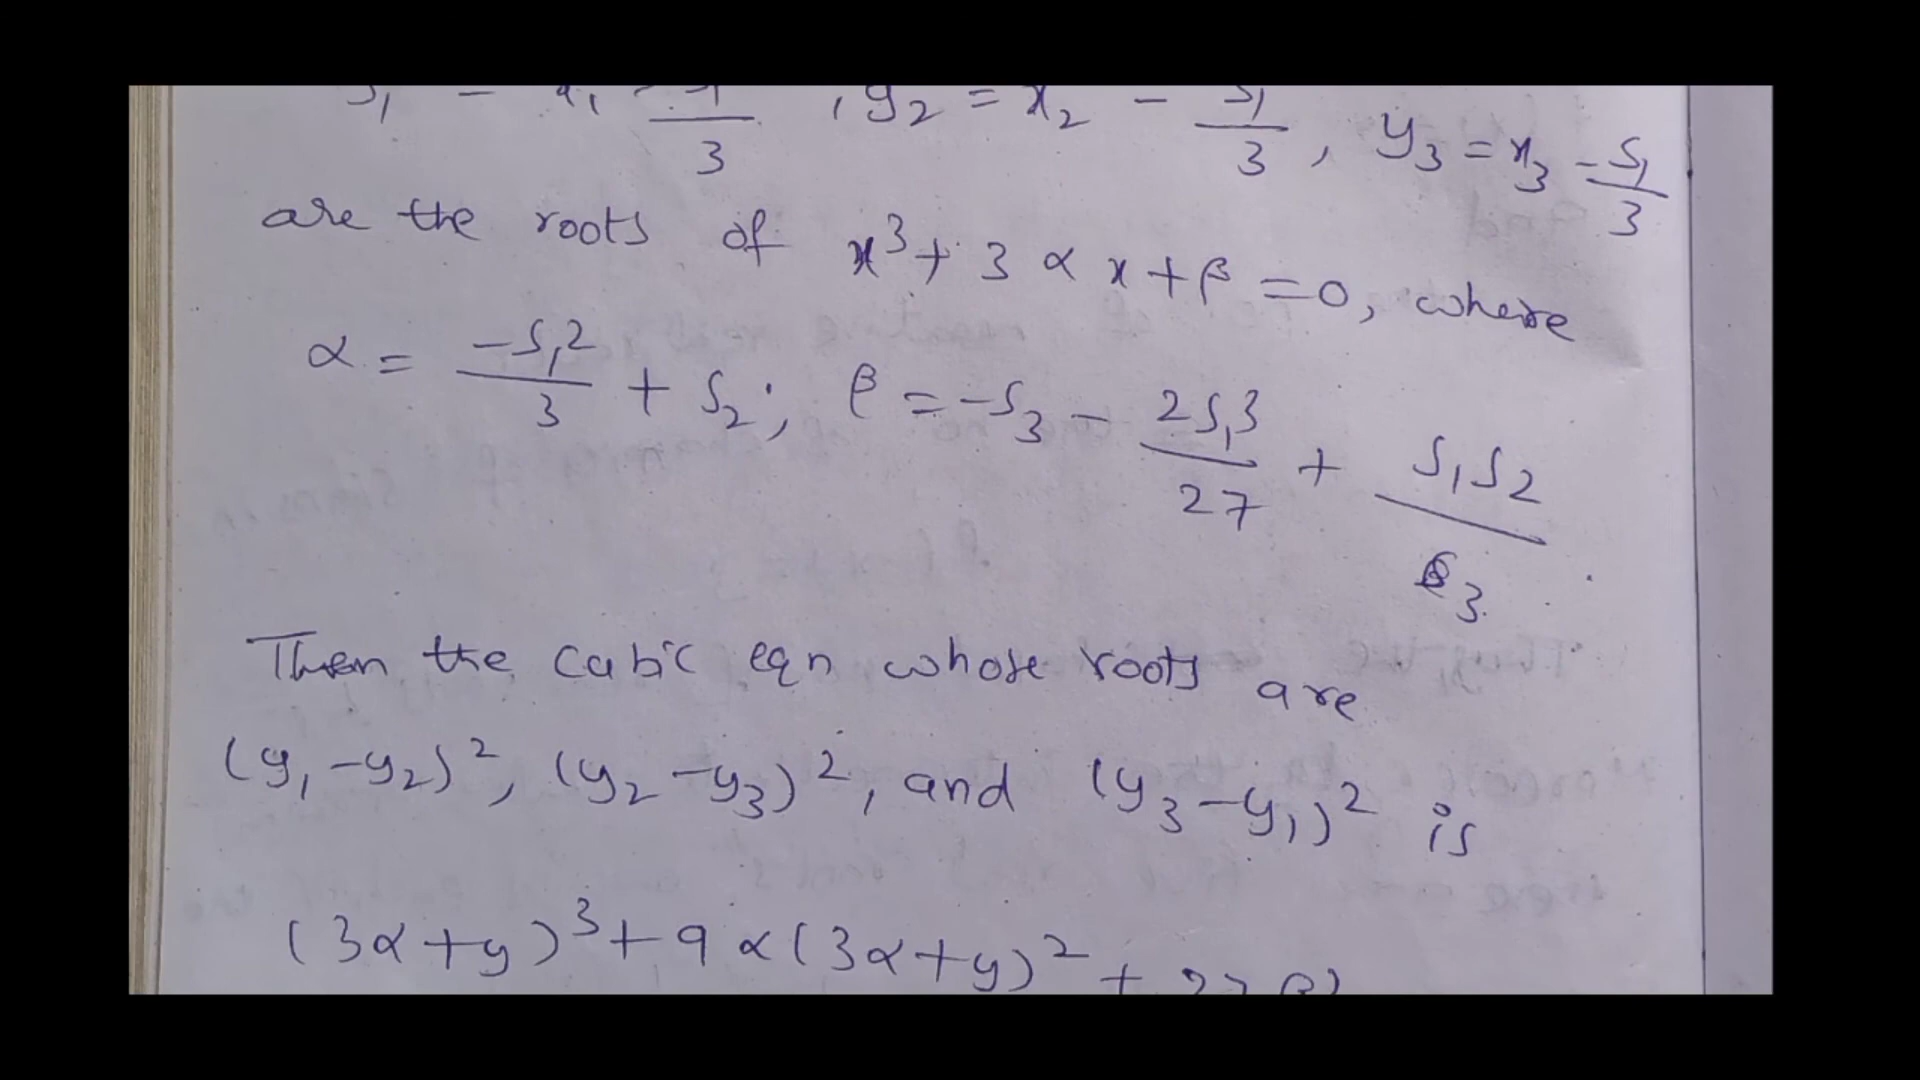 y₂ = x₂ - S₁/3, y₃ = x₃ - S₁/3
are the roots of x³ + 3αx + β = 0, where
α = -S₁²/3 + S₂; β = -S₃ - 2S₁³/27 + S₁S₂/3
Then the cubic eqn whose roots are
(y₁-y₂)², (y₂-y₃)², and (y₃-y₁)² is
(3α+y)³ + 9α(3α+y)² +